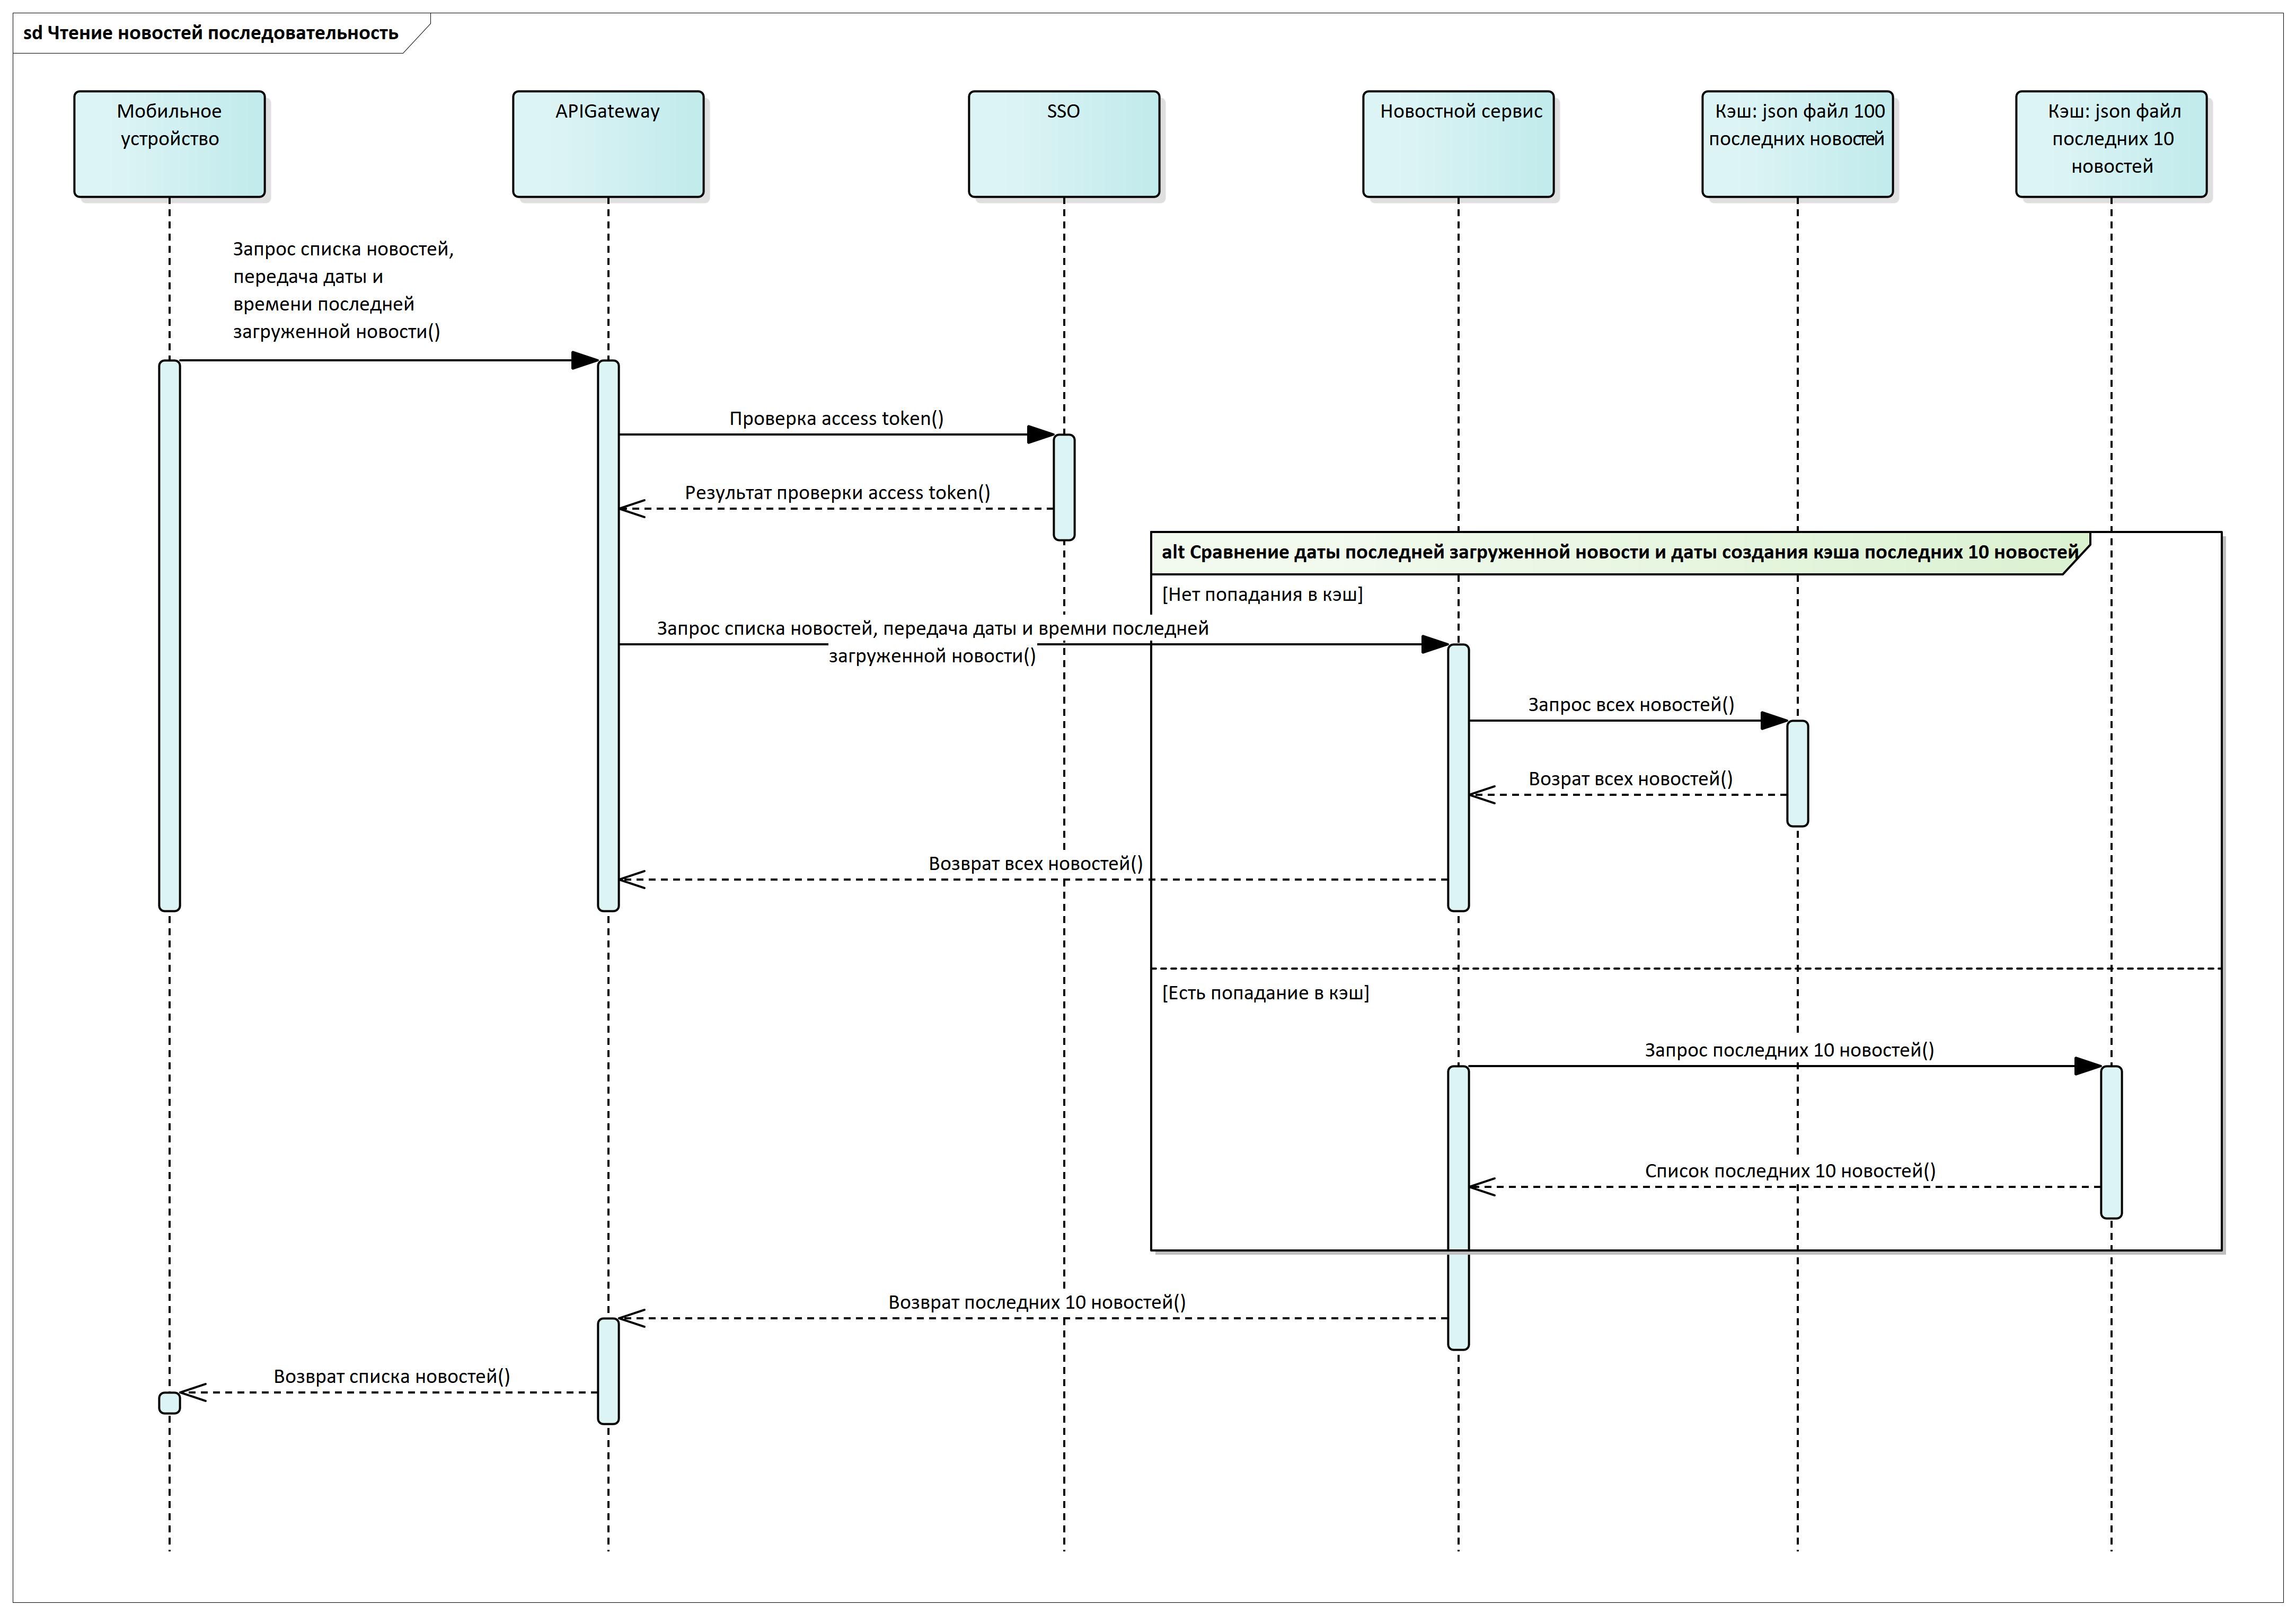 sd Чтение новостей последовательность
Мобильное
устройство
APIGateway
SSO
Новостной сервис
Кэш: json файл 100
последних новостей
Кэш: json файл
последних 10
новостей
Запрос списка новостей,
передача даты и
времени последней
загруженной новости()
Проверка access token()
Результат проверки access token()
alt Сравнение даты последней загруженной новости и даты создания кэша последних 10 новостей
[Нет попадания в кэш]
Запрос списка новостей, передача даты и времни последней
загруженной новости()
Запрос всех новостей()
Возрат всех новостей()
Возврат всех новостей()
[Есть попадание в кэш]
Запрос последних 10 новостей()
Список последних 10 новостей()
Возврат последних 10 новостей()
Возврат списка новостей()